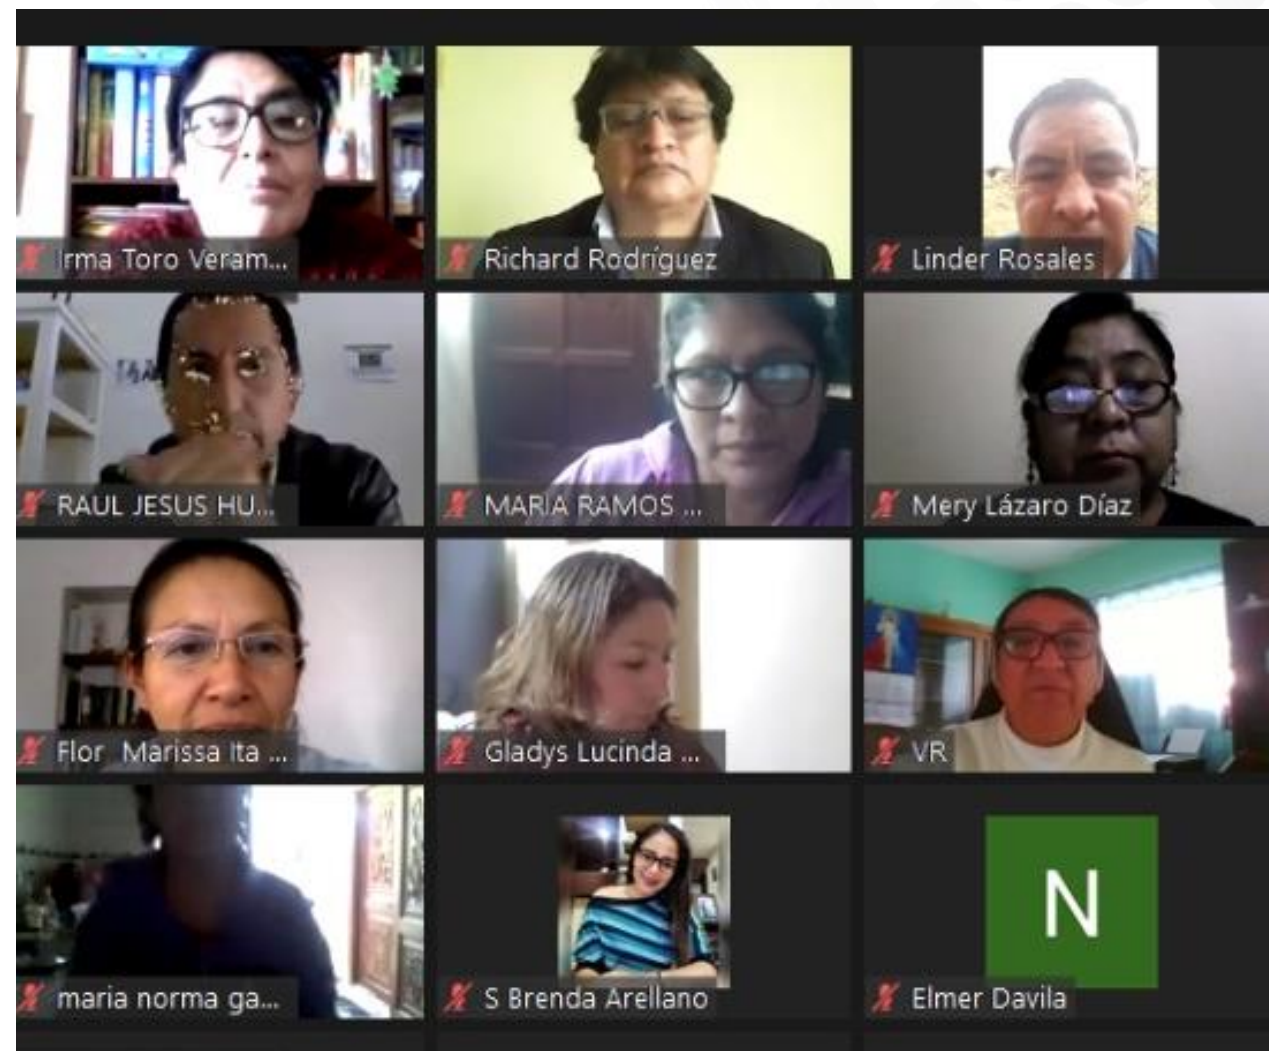 Irma Toro Veram...
Richard Rodríguez
Linder Rosales
RAUL JESUS HU...
MARIA RAMOS ...
Mery Lázaro Díaz
Flor Marissa Ita ...
Gladys Lucinda ...
VR
maria norma ga...
S Brenda Arellano
N
Elmer Davila